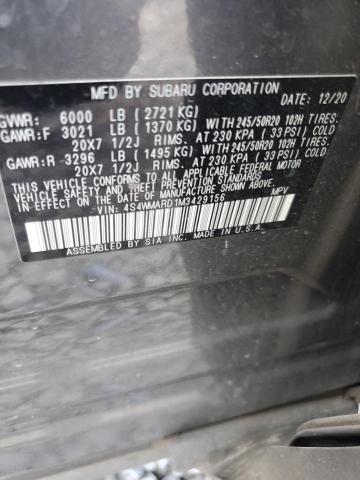 MFD BY SUBARU CORPORATION DATE: 12/20
GVWR: 6000 LB (2721 KG)
GAWR:F 3021 LB (1370 KG) WITH 245/50R20 102H TIRES.
20X7 1/2J RIMS. AT 230 KPA (33 PSI) COLD
GAWR:R 3296 LB (1495 KG) WITH 245/50R20 102H TIRES.
20X7 1/2J RIMS. AT 230 KPA (33 PSI) COLD
THIS VEHICLE CONFORMS TO ALL APPLICABLE FEDERAL MOTOR
VEHICLE SAFETY STANDARDS IN EFFECT ON THE
DATE OF MANUFACTURE SHOWN ABOVE.
VIN: 4S4WMARD1M3429156 MPV
ASSEMBLED BY SIA INC. MADE IN U.S.A.